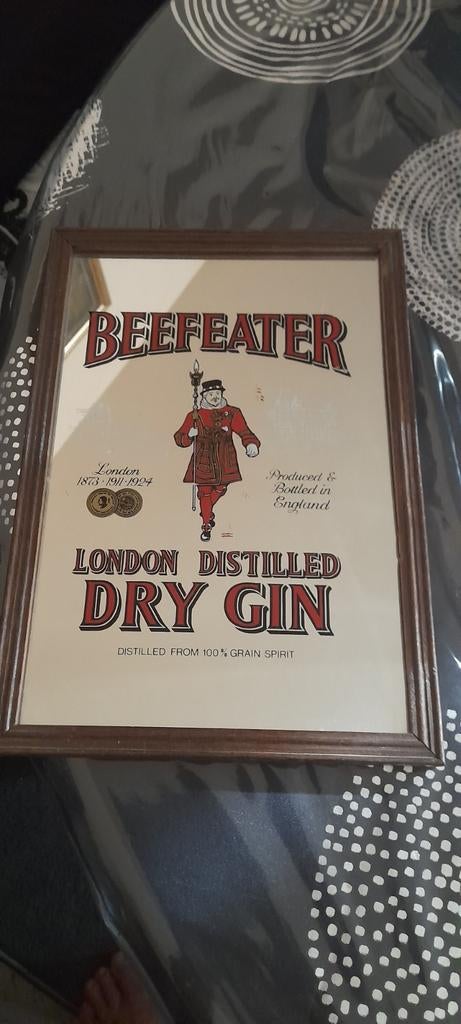 BEEFEATER
London
1873 · 1911 · 1924
Produced &
Bottled in
England
LONDON DISTILLED
DRY GIN
DISTILLED FROM 100% GRAIN SPIRIT